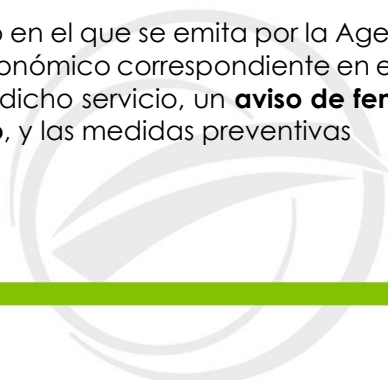 o en el que se emita por la Age
onómico correspondiente en e
dicho servicio, un aviso de fe
o, y las medidas preventivas